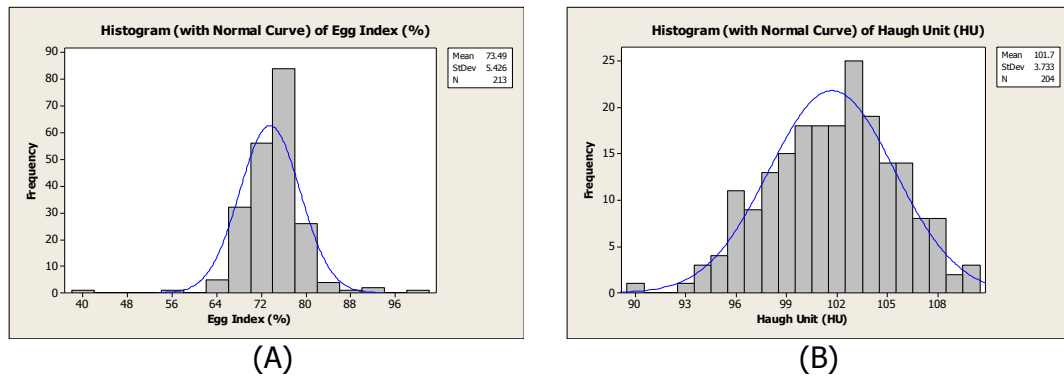 Histogram (with Normal Curve) of Egg Index (%)
Mean 73.49
StDev 5.426
N 213
90
80
70
60
50
40
30
20
10
0
Frequency
40 48 56 64 72 80 88 96
Egg Index (%)
(A)
Histogram (with Normal Curve) of Haugh Unit (HU)
Mean 101.7
StDev 3.733
N 204
25
20
15
10
5
0
Frequency
90 93 96 99 102 105 108
Haugh Unit (HU)
(B)